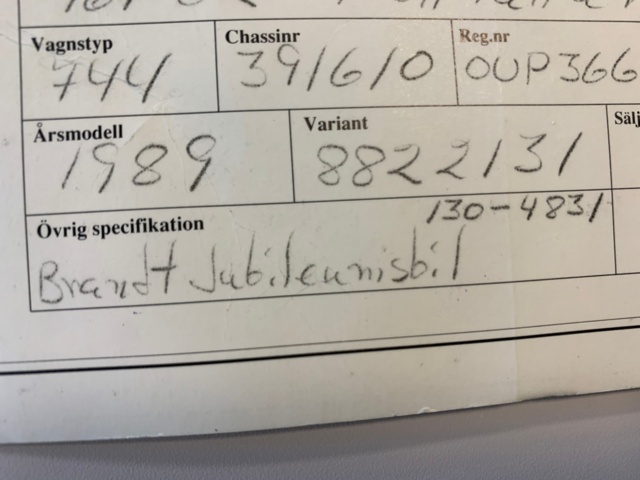 Vagnstyp Chassinr Reg.nr
744 391610 OUP366
Årsmodell Variant Sälj
1989 8822131
Övrig specifikation 130-4831
Brandt Jubileumsbil